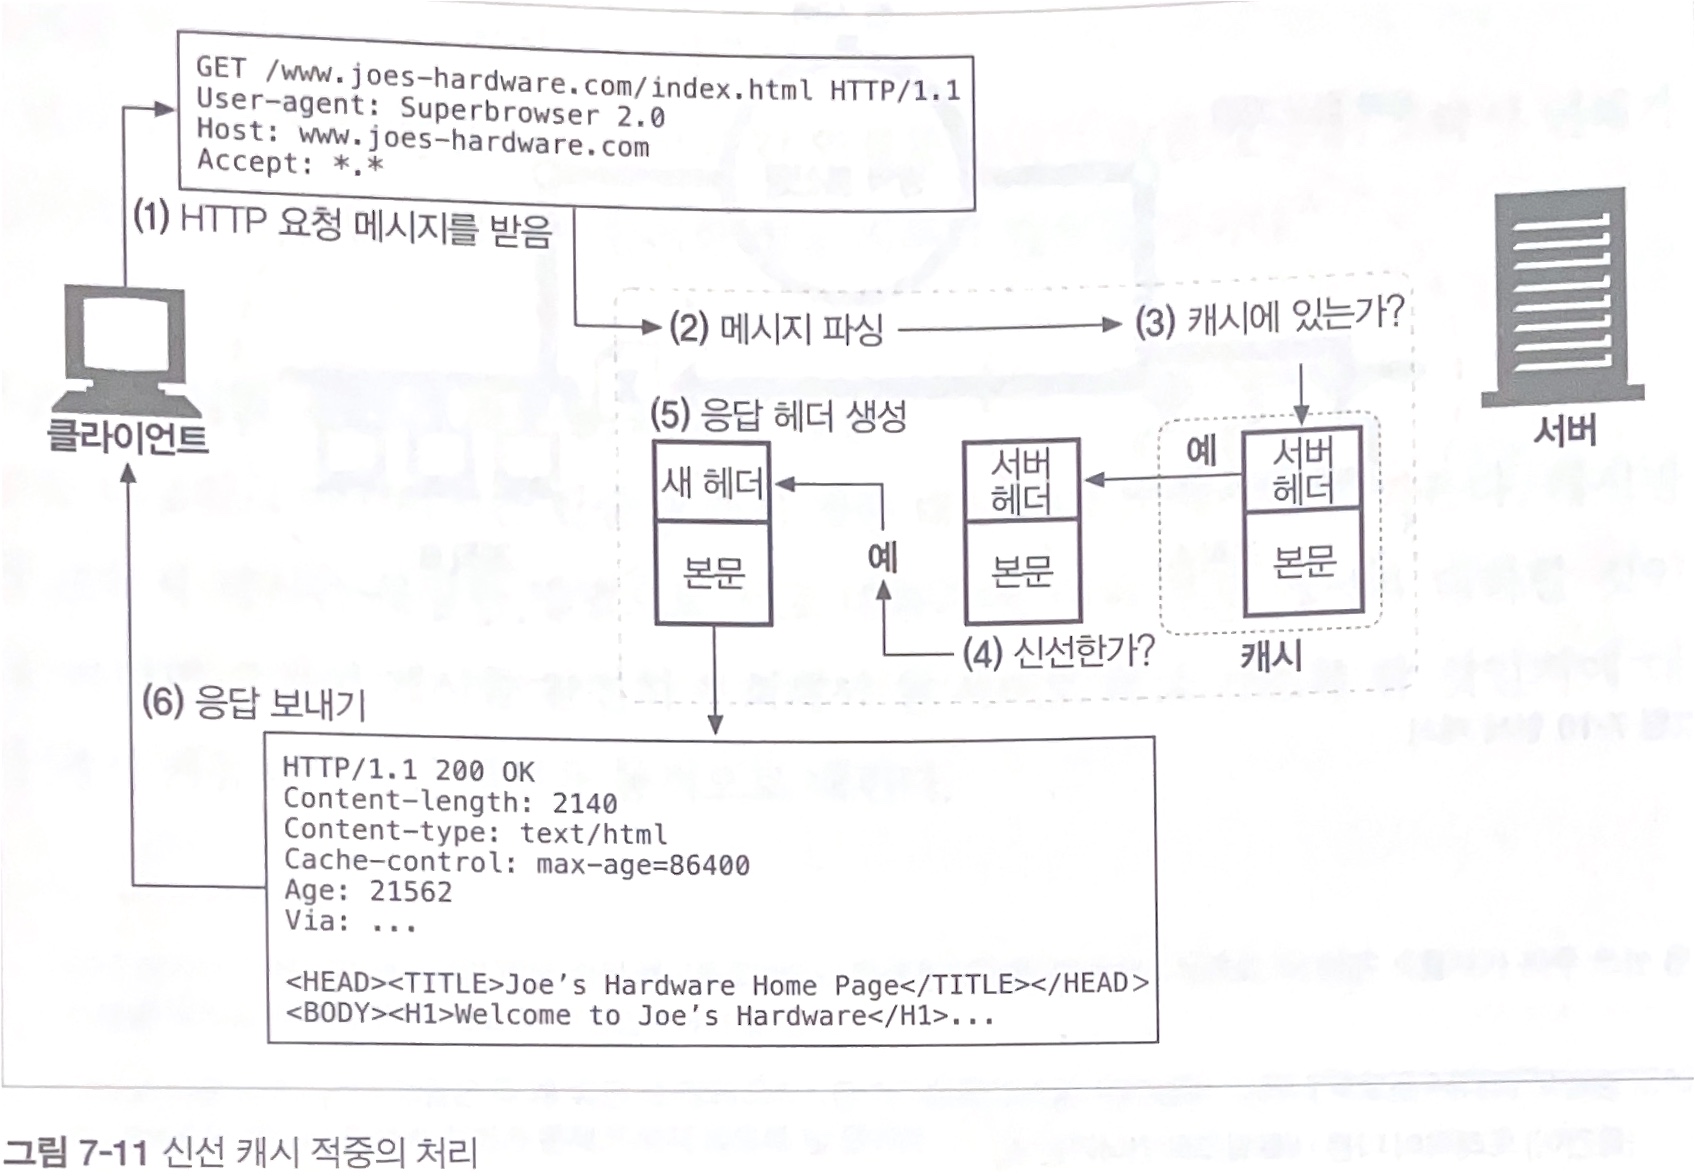 GET /www.joes-hardware.com/index.html HTTP/1.1
User-agent: Superbrowser 2.0
Host: www.joes-hardware.com
Accept: *.*
(1) HTTP 요청 메시지를 받음
(2) 메시지 파싱
(3) 캐시에 있는가?
클라이언트
서버
(5) 응답 헤더 생성
새 헤더
본문
예
서버
헤더
본문
예
서버
헤더
본문
(4) 신선한가?
캐시
(6) 응답 보내기
HTTP/1.1 200 OK
Content-length: 2140
Content-type: text/html
Cache-control: max-age=86400
Age: 21562
Via: ...
<HEAD><TITLE>Joe’s Hardware Home Page</TITLE></HEAD>
<BODY><H1>Welcome to Joe’s Hardware</H1>...
그림 7-11 신선 캐시 적중의 처리